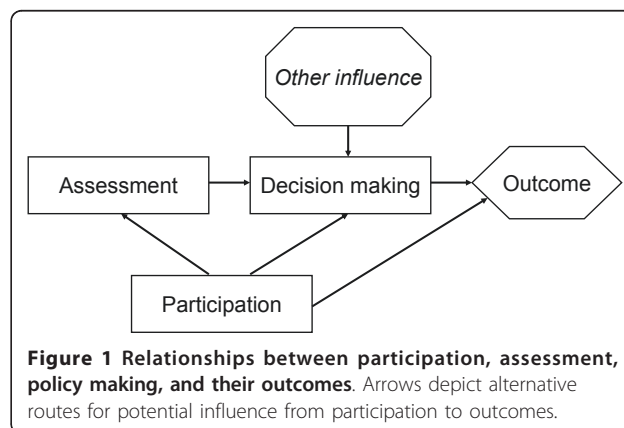 Other influence
Assessment
Decision making
Outcome
Participation
Figure 1 Relationships between participation, assessment,
policy making, and their outcomes. Arrows depict alternative
routes for potential influence from participation to outcomes.